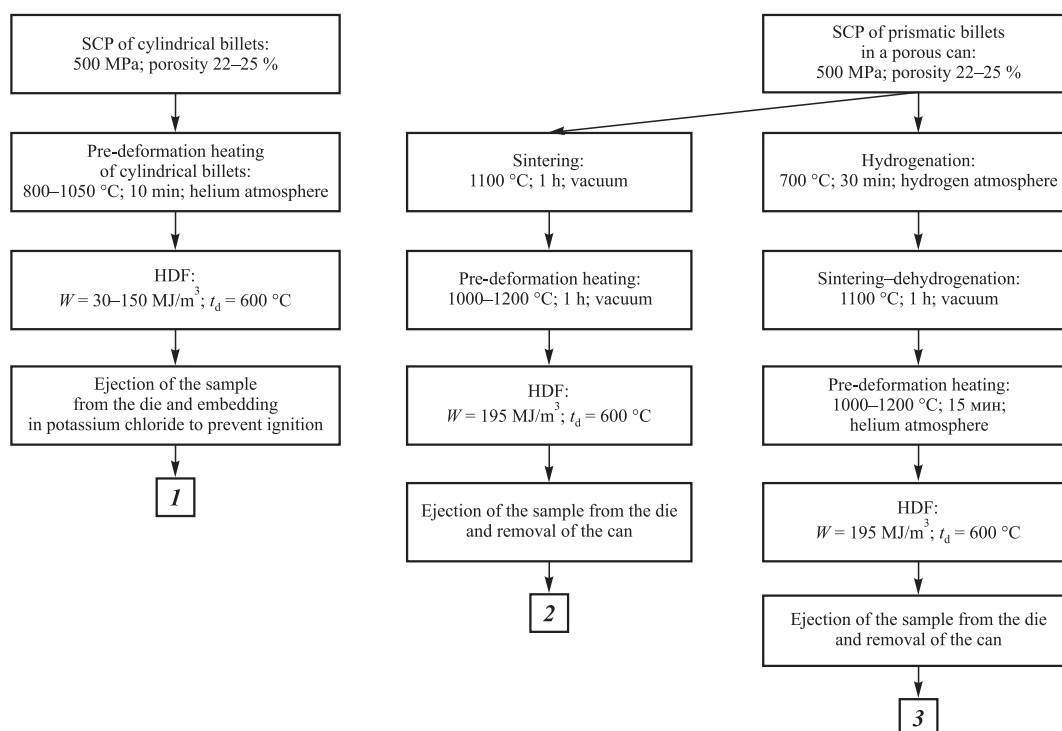 SCP of cylindrical billets:
500 MPa; porosity 22–25 %
Pre-deformation heating
of cylindrical billets:
800–1050 °C; 10 min; helium atmosphere
HDF:
W = 30–150 MJ/m³; t_d = 600 °C
Ejection of the sample
from the die and embedding
in potassium chloride to prevent ignition
1
SCP of prismatic billets
in a porous can:
500 MPa; porosity 22–25 %
Sintering:
1100 °C; 1 h; vacuum
Pre-deformation heating:
1000–1200 °C; 1 h; vacuum
HDF:
W = 195 MJ/m³; t_d = 600 °C
Ejection of the sample from the die
and removal of the can
2
Hydrogenation:
700 °C; 30 min; hydrogen atmosphere
Sintering–dehydrogenation:
1100 °C; 1 h; vacuum
Pre-deformation heating:
1000–1200 °C; 15 мин;
helium atmosphere
HDF:
W = 195 MJ/m³; t_d = 600 °C
Ejection of the sample from the die
and removal of the can
3